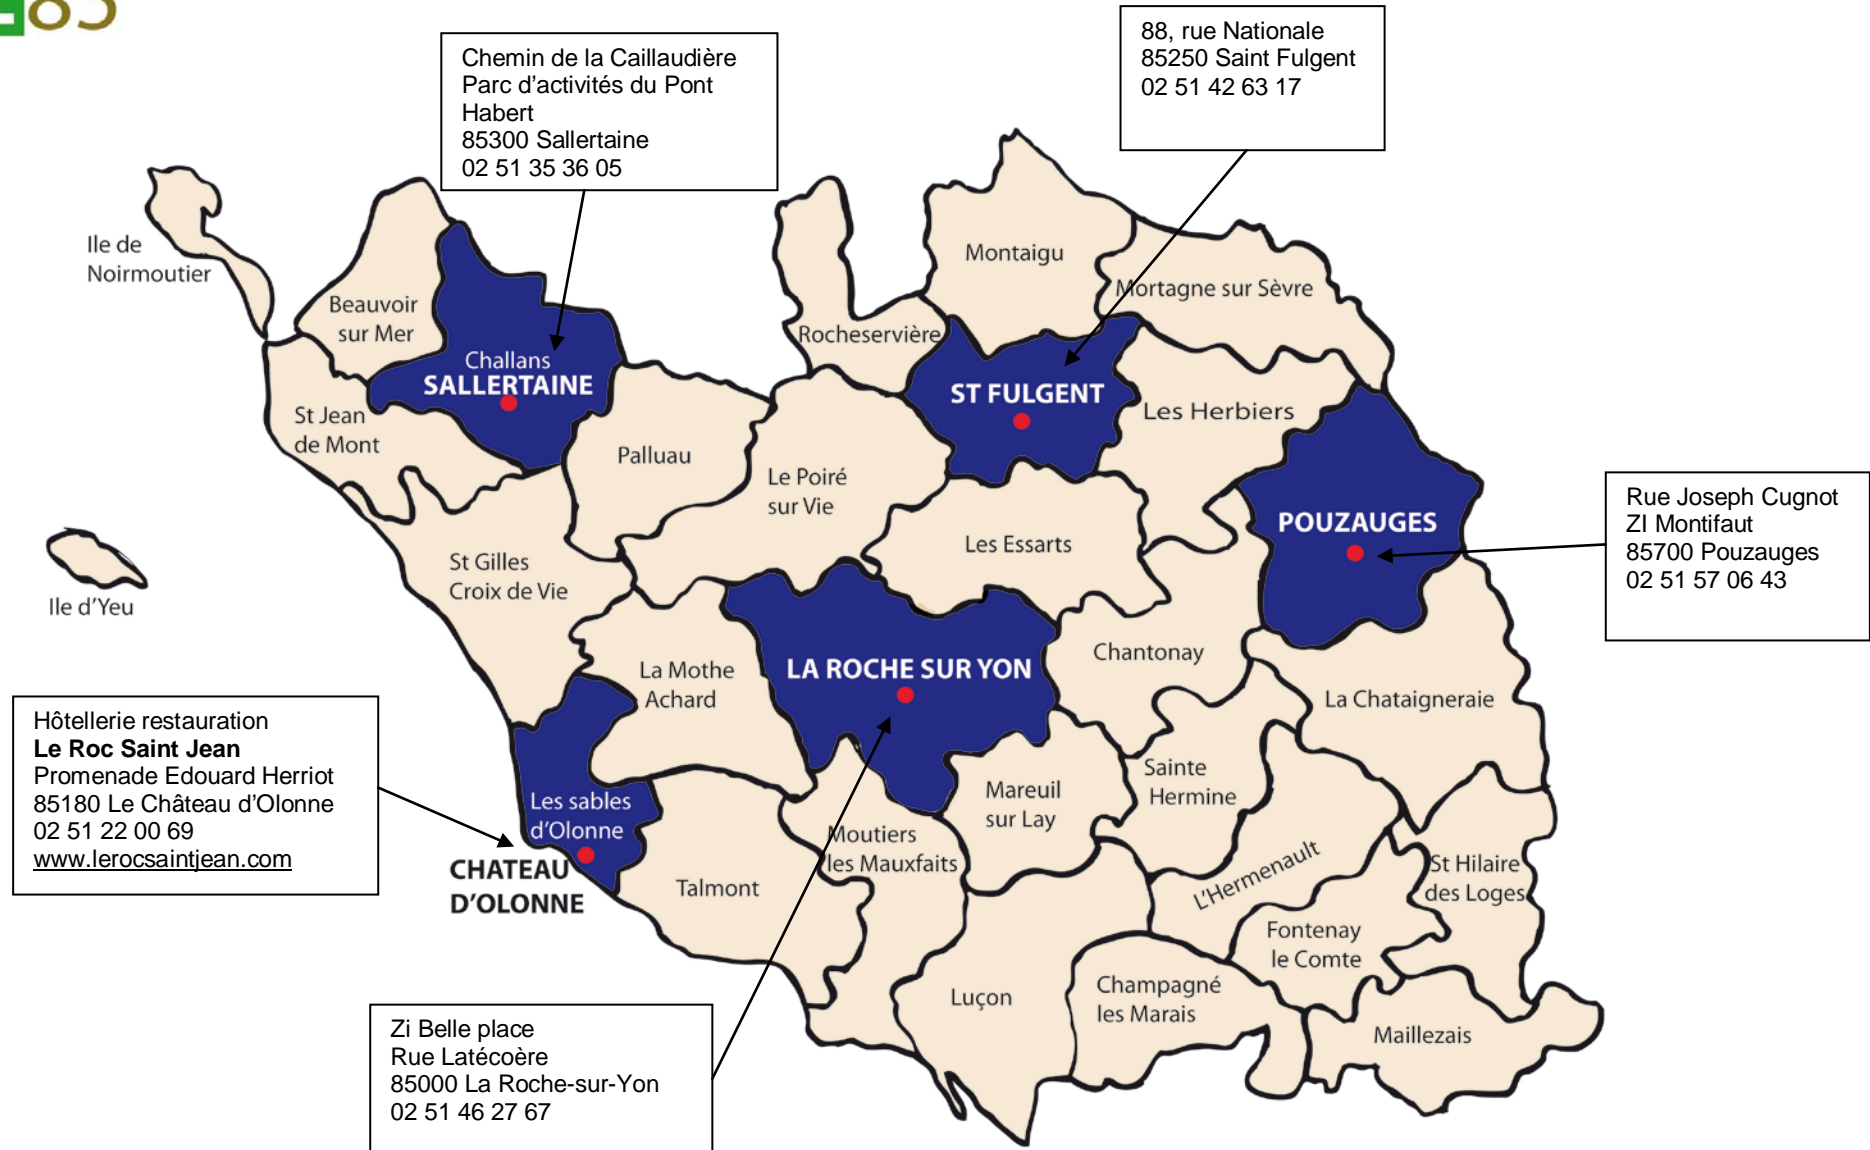 85
Chemin de la Caillaudière
Parc d'activités du Pont
Habert
85300 Sallertaine
02 51 35 36 05
88, rue Nationale
85250 Saint Fulgent
02 51 42 63 17
Ile de
Noirmoutier
Beauvoir
sur Mer
Challans
SALLERTAINE
St Jean
de Mont
Palluau
Rocheservière
Montaigu
Mortagne sur Sèvre
ST FULGENT
Les Herbiers
Le Poiré
sur Vie
Les Essarts
POUZAUGES
Rue Joseph Cugnot
ZI Montifaut
85700 Pouzauges
02 51 57 06 43
Ile d'Yeu
St Gilles
Croix de Vie
La Mothe
Achard
LA ROCHE SUR YON
Chantonay
La Chataigneraie
Hôtellerie restauration
Le Roc Saint Jean
Promenade Edouard Herriot
85180 Le Château d'Olonne
02 51 22 00 69
www.lerocsaintjean.com
Les sables
d'Olonne
CHATEAU
D'OLONNE
Talmont
Moutiers
les Mauxfaits
Mareuil
sur Lay
Sainte
Hermine
L'Hermenault
St Hilaire
des Loges
Fontenay
le Comte
Luçon
Champagné
les Marais
Maillezais
Zi Belle place
Rue Latécoère
85000 La Roche-sur-Yon
02 51 46 27 67